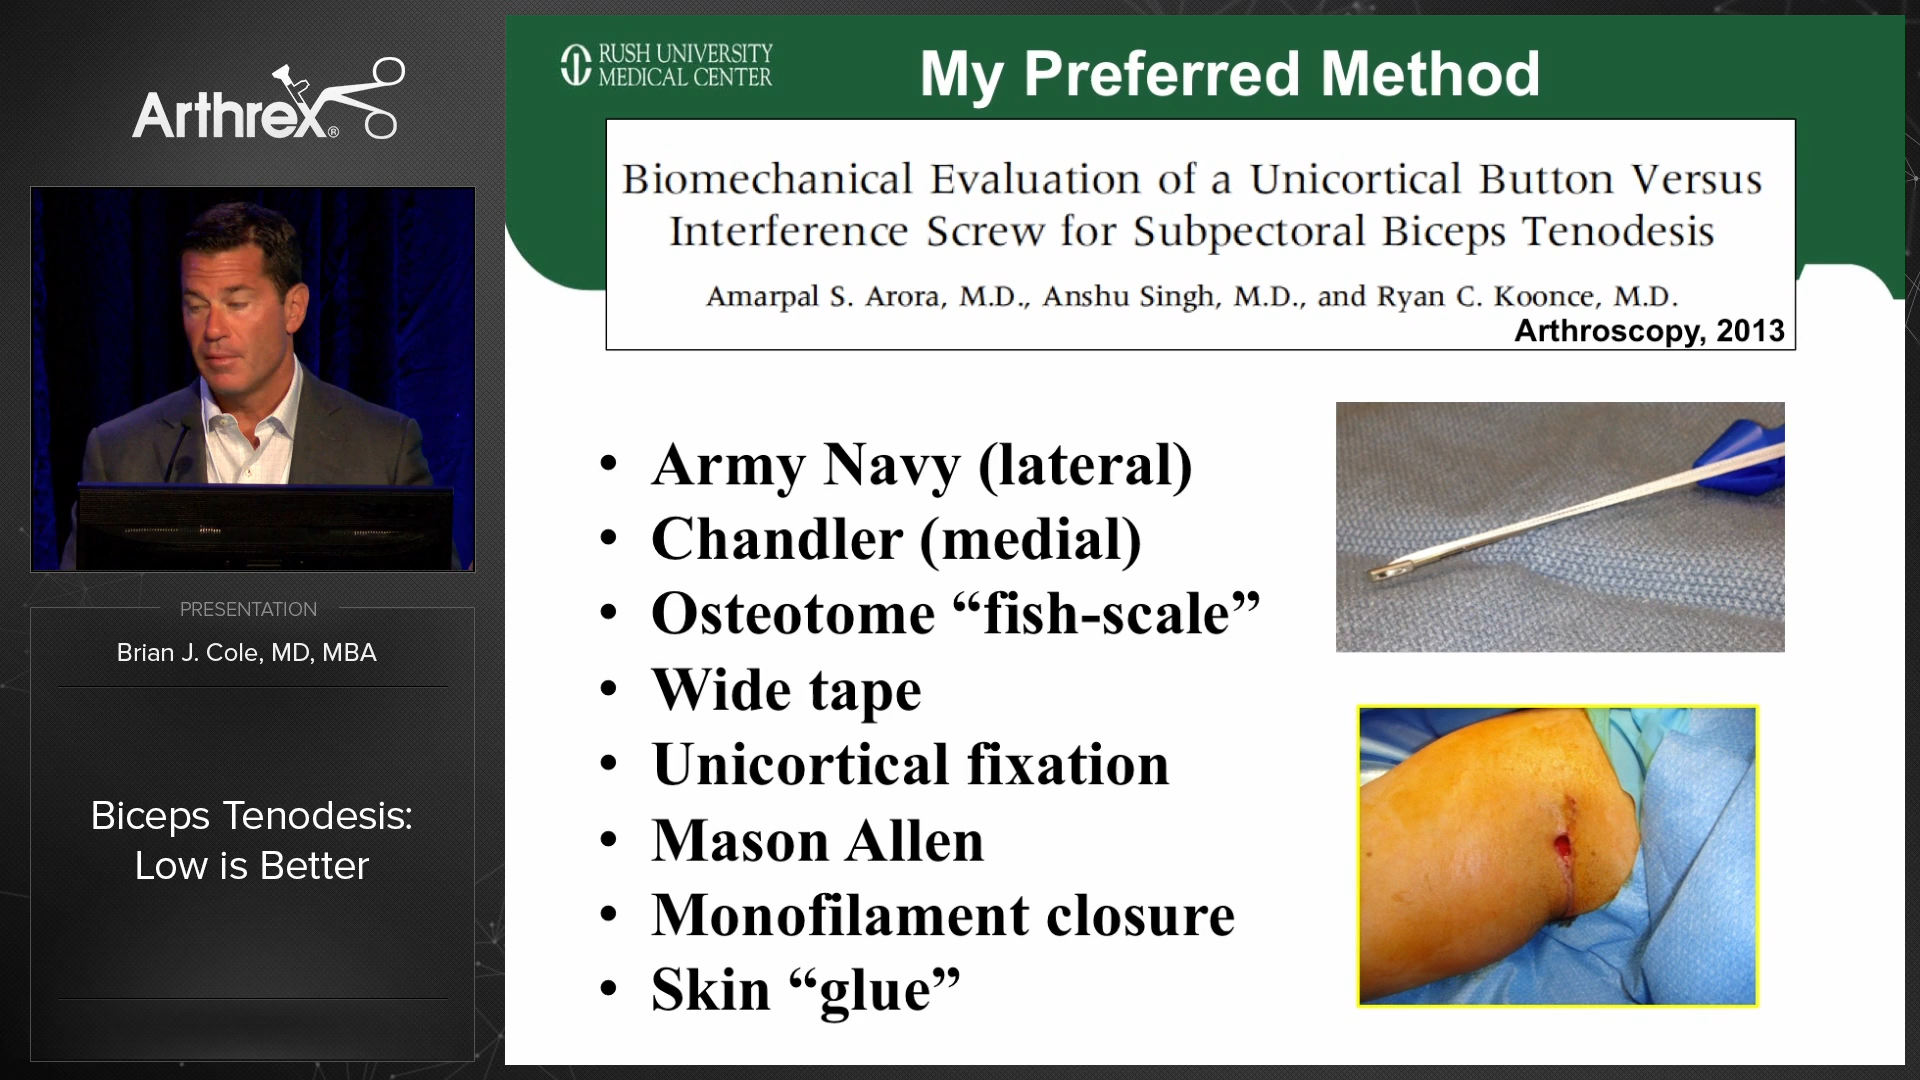 Arthrex®
PRESENTATION
Brian J. Cole, MD, MBA
Biceps Tenodesis:
Low is Better
RUSH UNIVERSITY
MEDICAL CENTER
My Preferred Method
Biomechanical Evaluation of a Unicortical Button Versus
Interference Screw for Subpectoral Biceps Tenodesis
Amarpal S. Arora, M.D., Anshu Singh, M.D., and Ryan C. Koonce, M.D.
Arthroscopy, 2013
• Army Navy (lateral)
• Chandler (medial)
• Osteotome “fish-scale”
• Wide tape
• Unicortical fixation
• Mason Allen
• Monofilament closure
• Skin “glue”